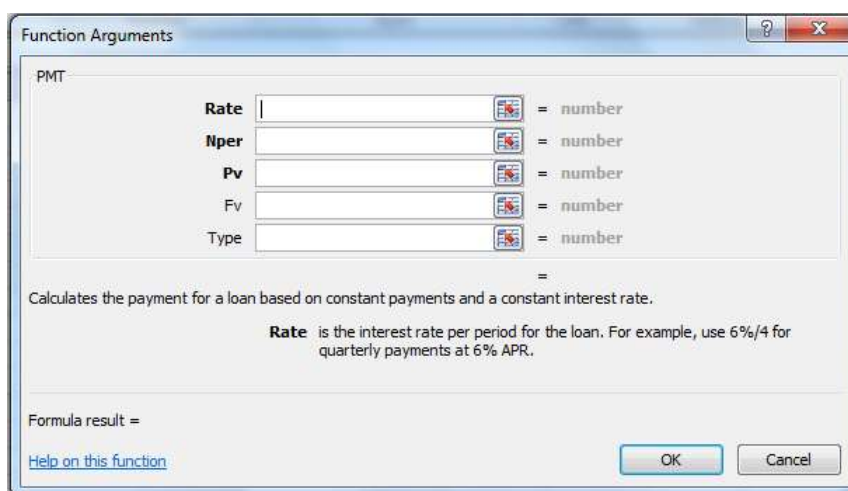 Function Arguments
PMT
Rate = number
Nper = number
Pv = number
Fv = number
Type = number
=
Calculates the payment for a loan based on constant payments and a constant interest rate.
Rate is the interest rate per period for the loan. For example, use 6%/4 for
quarterly payments at 6% APR.
Formula result =
Help on this function OK Cancel